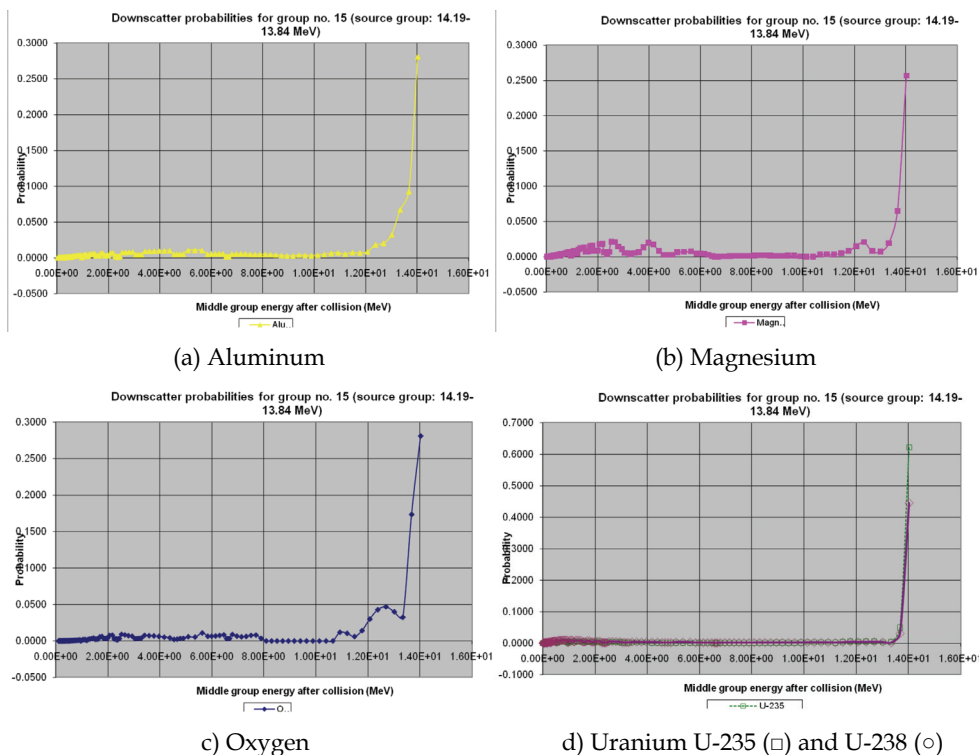 Downscatter probabilities for group no. 15 (source group: 14.19-
13.84 MeV)
0.3000
0.2500
0.2000
0.1500
0.1000
0.0500
0.0000
-0.0500
Probability
0.00E+00 2.00E+00 4.00E+00 6.00E+00 8.00E+00 1.00E+01 1.20E+01 1.40E+01 1.60E+01
Middle group energy after collision (MeV)
Alu..
(a) Aluminum
Downscatter probabilities for group no. 15 (source group: 14.19-
13.84 MeV)
0.3000
0.2500
0.2000
0.1500
0.1000
0.0500
0.0000
-0.0500
Probability
0.00E+00 2.00E+00 4.00E+00 6.00E+00 8.00E+00 1.00E+01 1.20E+01 1.40E+01 1.60E+01
Middle group energy after collision (MeV)
Magn..
(b) Magnesium
Downscatter probabilities for group no. 15 (source group: 14.19-
13.84 MeV)
0.3000
0.2500
0.2000
0.1500
0.1000
0.0500
0.0000
-0.0500
Probability
0.00E+00 2.00E+00 4.00E+00 6.00E+00 8.00E+00 1.00E+01 1.20E+01 1.40E+01 1.60E+01
Middle group energy after collision (MeV)
O..
c) Oxygen
Downscatter probabilities for group no. 15 (source group: 14.19-
13.84 MeV)
0.7000
0.6000
0.5000
0.4000
0.3000
0.2000
0.1000
0.0000
-0.1000
Probability
0.00E+00 2.00E+00 4.00E+00 6.00E+00 8.00E+00 1.00E+01 1.20E+01 1.40E+01 1.60E+01
Middle group energy after collision (MeV)
U-235
d) Uranium U-235 (□) and U-238 (○)